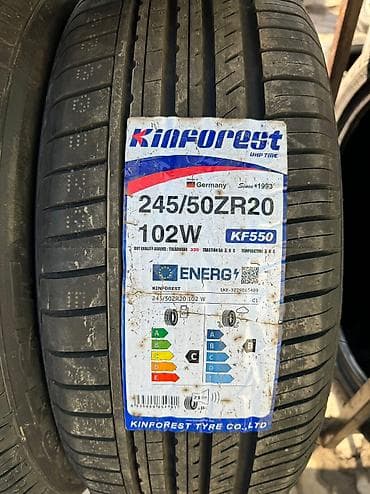 Kinforest
UHP TIRE
Germany Since 1993
245/50ZR20
102W KF550
ENERG
KINFOREST
245/50ZR20 102 W C1
A
B
C
D
E
C
KINFOREST TYRE CO.,LTD